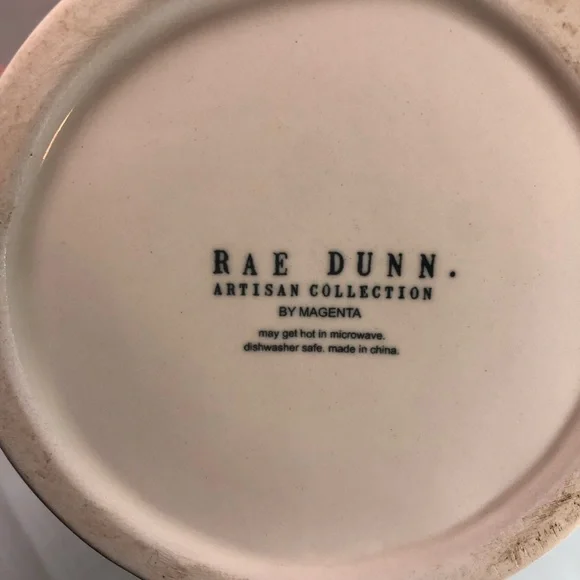 RAE DUNN.
ARTISAN COLLECTION
BY MAGENTA
may get hot in microwave.
dishwasher safe. made in china.